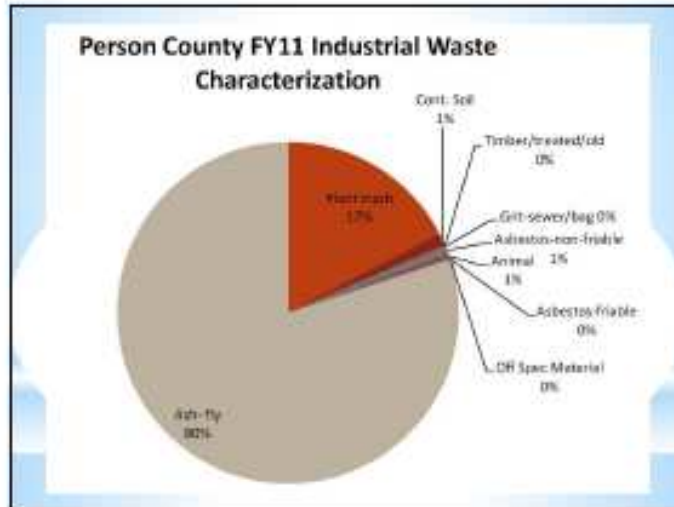 Person County FY11 Industrial Waste
Characterization
Cont. Soil
1%
Timber/treated/old
0%
Plant trash
17%
Grit-sewer/bag 0%
Asbestos-non-friable
1%
Animal
1%
Asbestos-friable
0%
Off Spec Material
0%
Ash- fly
80%